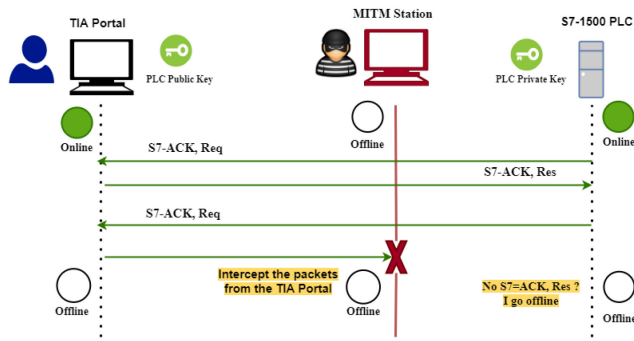 TIA Portal
MITM Station
S7-1500 PLC
PLC Public Key
PLC Private Key
Online
Offline
Online
S7-ACK, Req
S7-ACK, Res
S7-ACK, Req
Intercept the packets
from the TIA Portal
No S7=ACK, Res ?
I go offline
Offline
Offline
Offline